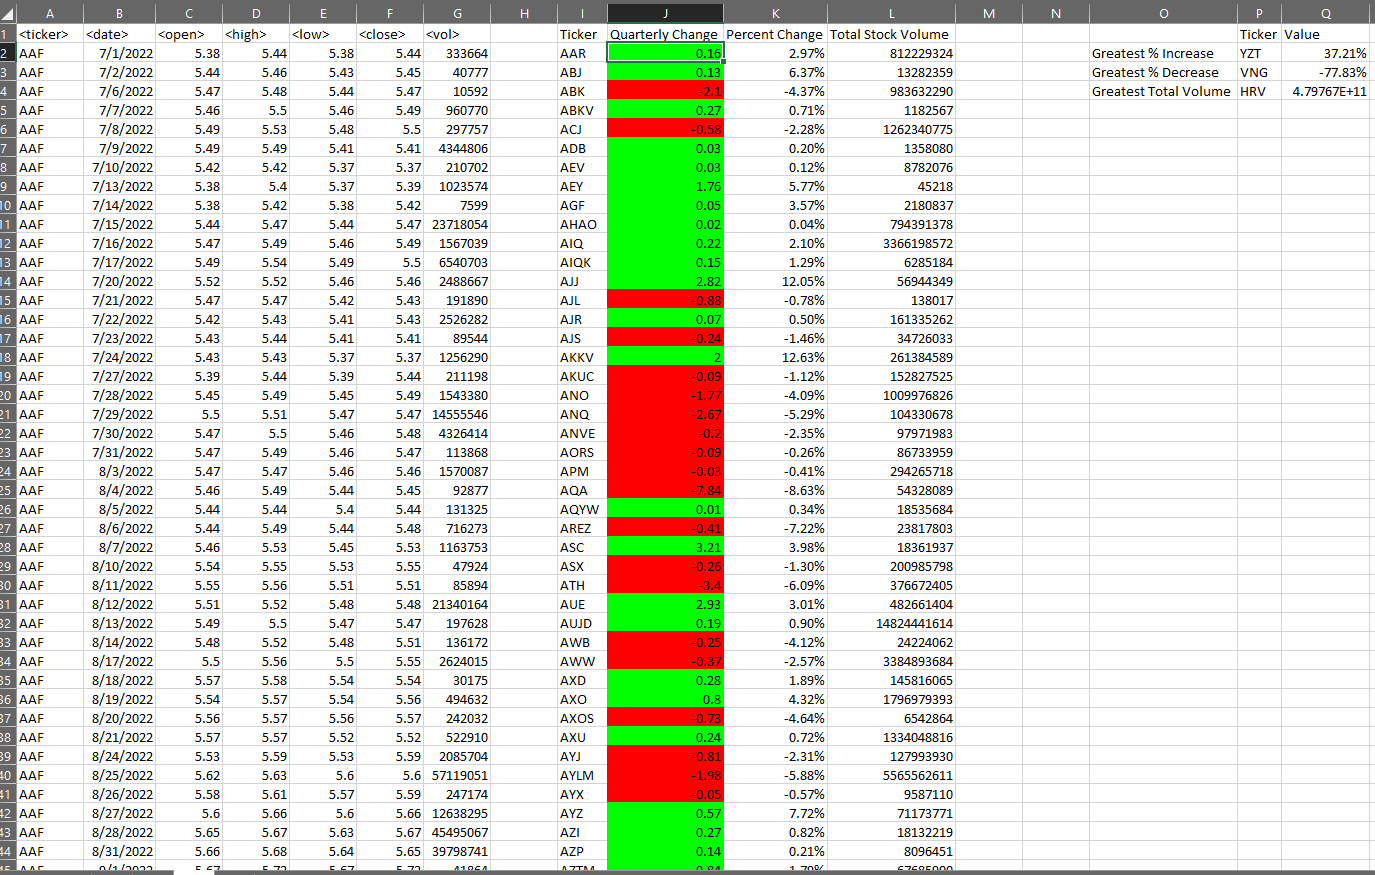 A B C D E F G H I J K L M N O P Q
1 <ticker> <date> <open> <high> <low> <close> <vol> Ticker Quarterly Change Percent Change Total Stock Volume Ticker Value
2 AAF 7/1/2022 5.38 5.44 5.38 5.44 333664 AAR 0.16 2.97% 812229324 Greatest % Increase YZT 37.21%
3 AAF 7/2/2022 5.44 5.46 5.43 5.45 40777 ABJ 0.13 6.37% 13282359 Greatest % Decrease VNG -77.83%
4 AAF 7/6/2022 5.47 5.48 5.44 5.47 10592 ABK -2.1 -4.37% 983632290 Greatest Total Volume HRV 4.79767E+11
5 AAF 7/7/2022 5.46 5.5 5.46 5.49 960770 ABKV 0.27 0.71% 1182567
6 AAF 7/8/2022 5.49 5.53 5.48 5.5 297757 ACJ -0.58 -2.28% 1262340775
7 AAF 7/9/2022 5.49 5.49 5.41 5.41 4344806 ADB 0.03 0.20% 1358080
8 AAF 7/10/2022 5.42 5.42 5.37 5.37 210702 AEV 0.03 0.12% 8782076
9 AAF 7/13/2022 5.38 5.4 5.37 5.39 1023574 AEY 1.76 5.77% 45218
10 AAF 7/14/2022 5.38 5.42 5.38 5.42 7599 AGF 0.05 3.57% 2180837
11 AAF 7/15/2022 5.44 5.47 5.44 5.47 23718054 AHAO 0.02 0.04% 794391378
12 AAF 7/16/2022 5.47 5.49 5.46 5.49 1567039 AIQ 0.22 2.10% 3366198572
13 AAF 7/17/2022 5.49 5.54 5.49 5.5 6540703 AIQK 0.15 1.29% 6285184
14 AAF 7/20/2022 5.52 5.52 5.46 5.46 2488667 AJJ 2.82 12.05% 56944349
15 AAF 7/21/2022 5.47 5.47 5.42 5.43 191890 AJL -0.88 -0.78% 138017
16 AAF 7/22/2022 5.42 5.43 5.41 5.43 2526282 AJR 0.07 0.50% 161335262
17 AAF 7/23/2022 5.43 5.44 5.41 5.41 89544 AJS -0.24 -1.46% 34726033
18 AAF 7/24/2022 5.43 5.43 5.37 5.37 1256290 AKKV 2 12.63% 261384589
19 AAF 7/27/2022 5.39 5.44 5.39 5.44 211198 AKUC -0.09 -1.12% 152827525
20 AAF 7/28/2022 5.45 5.49 5.45 5.49 1543380 ANO -1.77 -4.09% 1009976826
21 AAF 7/29/2022 5.5 5.51 5.47 5.47 14555546 ANQ -2.67 -5.29% 104330678
22 AAF 7/30/2022 5.47 5.5 5.46 5.48 4326414 ANVE -0.2 -2.35% 97971983
23 AAF 7/31/2022 5.47 5.49 5.46 5.47 113868 AORS -0.09 -0.26% 86733959
24 AAF 8/3/2022 5.47 5.47 5.46 5.46 1570087 APM -0.03 -0.41% 294265718
25 AAF 8/4/2022 5.46 5.49 5.44 5.45 92877 AQA -7.84 -8.63% 54328089
26 AAF 8/5/2022 5.44 5.44 5.4 5.44 131325 AQYW 0.01 0.34% 18535684
27 AAF 8/6/2022 5.44 5.49 5.44 5.48 716273 AREZ -0.41 -7.22% 23817803
28 AAF 8/7/2022 5.46 5.53 5.45 5.53 1163753 ASC 3.21 3.98% 18361937
29 AAF 8/10/2022 5.54 5.55 5.53 5.55 47924 ASX -0.26 -1.30% 200985798
30 AAF 8/11/2022 5.55 5.56 5.51 5.51 85894 ATH -3.4 -6.09% 376672405
31 AAF 8/12/2022 5.51 5.52 5.48 5.48 21340164 AUE 2.93 3.01% 482661404
32 AAF 8/13/2022 5.49 5.5 5.47 5.47 197628 AUJD 0.19 0.90% 14824441614
33 AAF 8/14/2022 5.48 5.52 5.48 5.51 136172 AWB -0.25 -4.12% 24224062
34 AAF 8/17/2022 5.5 5.56 5.5 5.55 2624015 AWW -0.37 -2.57% 3384893684
35 AAF 8/18/2022 5.57 5.58 5.54 5.54 30175 AXD 0.28 1.89% 145816065
36 AAF 8/19/2022 5.54 5.57 5.54 5.56 494632 AXO 0.8 4.32% 1796979393
37 AAF 8/20/2022 5.56 5.57 5.56 5.57 242032 AXOS -0.73 -4.64% 6542864
38 AAF 8/21/2022 5.57 5.57 5.52 5.52 522910 AXU 0.24 0.72% 1334048816
39 AAF 8/24/2022 5.53 5.59 5.53 5.59 2085704 AYJ -0.81 -2.31% 127993930
40 AAF 8/25/2022 5.62 5.63 5.6 5.6 57119051 AYLM -1.98 -5.88% 5565562611
41 AAF 8/26/2022 5.58 5.61 5.57 5.59 247174 AYX -0.05 -0.57% 9587110
42 AAF 8/27/2022 5.6 5.66 5.6 5.66 12638295 AYZ 0.57 7.72% 71173771
43 AAF 8/28/2022 5.65 5.67 5.63 5.67 45495067 AZI 0.27 0.82% 18132219
44 AAF 8/31/2022 5.66 5.68 5.64 5.65 39798741 AZP 0.14 0.21% 8096451